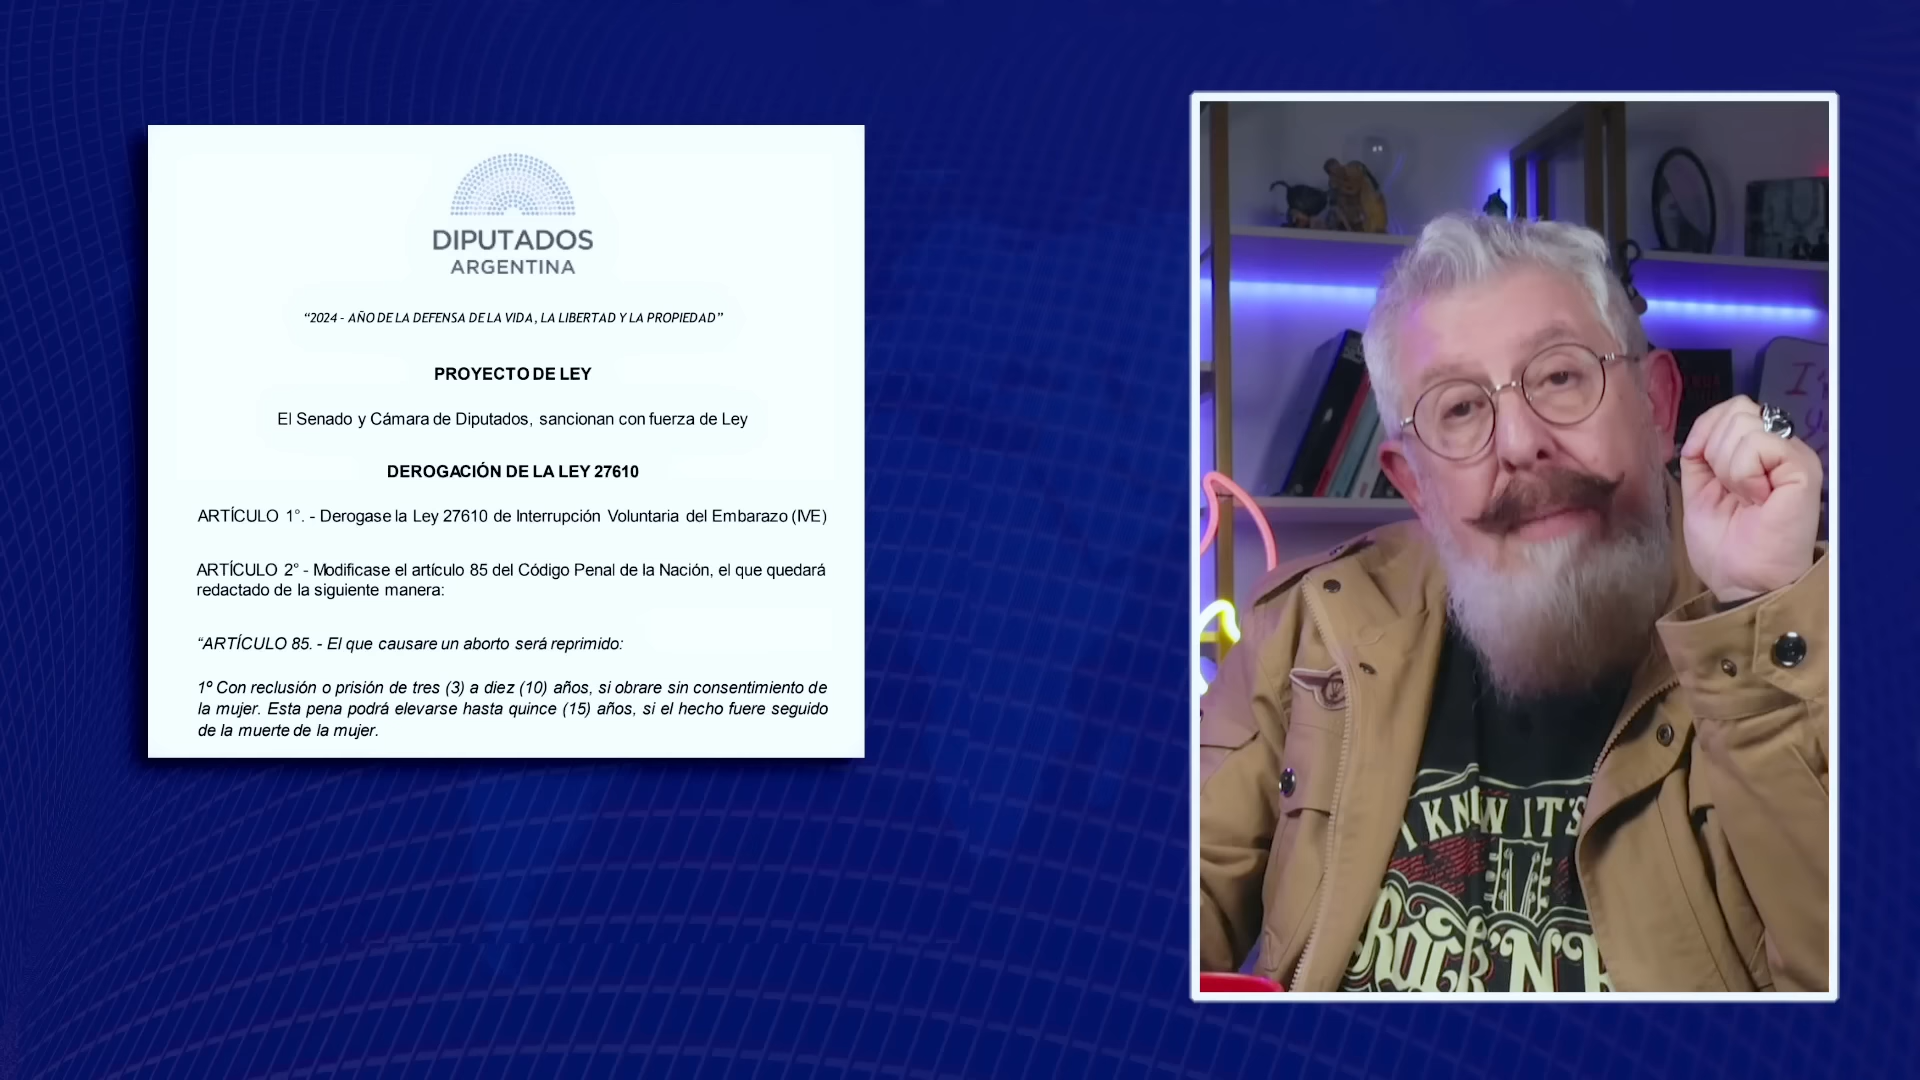 DIPUTADOS
ARGENTINA
“2024 - AÑO DE LA DEFENSA DE LA VIDA, LA LIBERTAD Y LA PROPIEDAD”
PROYECTO DE LEY
El Senado y Cámara de Diputados, sancionan con fuerza de Ley
DEROGACIÓN DE LA LEY 27610
ARTÍCULO 1°. - Derogase la Ley 27610 de Interrupción Voluntaria del Embarazo (IVE)
ARTÍCULO 2° - Modificase el artículo 85 del Código Penal de la Nación, el que quedará
redactado de la siguiente manera:
“ARTÍCULO 85. - El que causare un aborto será reprimido:
1º Con reclusión o prisión de tres (3) a diez (10) años, si obrare sin consentimiento de
la mujer. Esta pena podrá elevarse hasta quince (15) años, si el hecho fuere seguido
de la muerte de la mujer.
I KNOW IT'S
ROCK 'N'